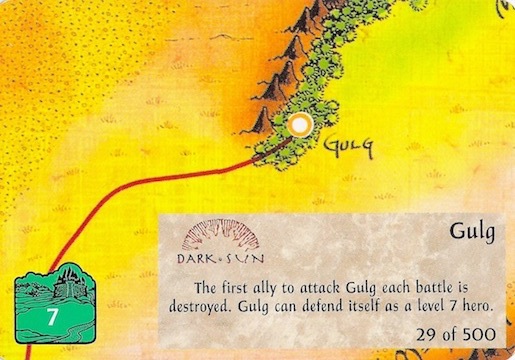 GULG
Gulg
DARK SUN
The first ally to attack Gulg each battle is
destroyed. Gulg can defend itself as a level 7 hero.
7
29 of 500